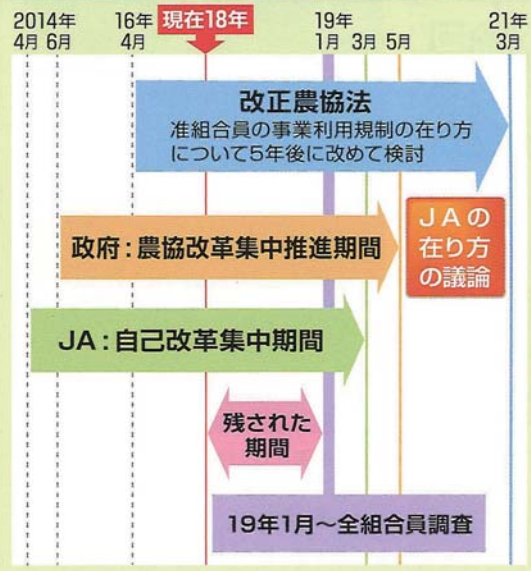 2014年 16年 現在18年 19年 21年
4月 6月 4月 1月 3月 5月 3月
改正農協法
准組合員の事業利用規制の在り方
について5年後に改めて検討
政府：農協改革集中推進期間
JAの
在り方
の議論
JA：自己改革集中期間
残された
期間
19年1月～全組合員調査